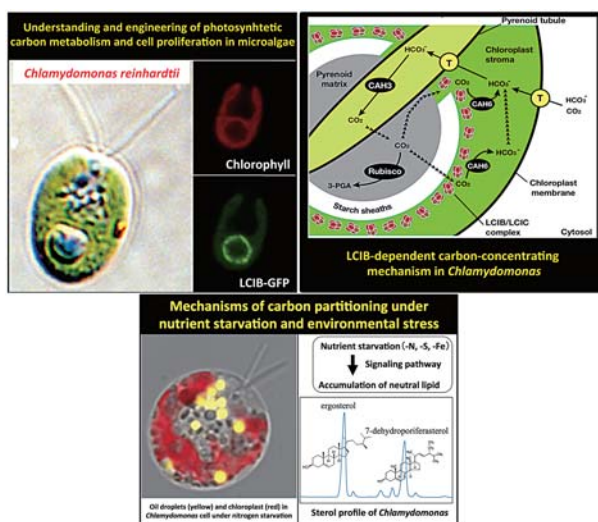 Understanding and engineering of photosynhtetic
carbon metabolism and cell proliferation in microalgae
Chlamydomonas reinhardtii
Chlorophyll
LCIB-GFP
Pyrenoid tubule
Pyrenoid
matrix
HCO₃⁻
CAH3
CO₂
T
Chloroplast
stroma
CO₂
HCO₃⁻
CAH6
T
HCO₃⁻
CO₂
CO₂
Rubisco
3-PGA
CAH6
HCO₃⁻
CO₂
Starch sheaths
Chloroplast
membrane
LCIB/LCIC
complex
Cytosol
LCIB-dependent carbon-concentrating
mechanism in Chlamydomonas
Mechanisms of carbon partitioning under
nutrient starvation and environmental stress
Oil droplets (yellow) and chloroplast (red) in
Chlamydomonas cell under nitrogen starvation
Nutrient starvation (-N, -S, -Fe)
Signaling pathway
Accumulation of neutral lipid
ergosterol
7-dehydroporiferasterol
Sterol profile of Chlamydomonas